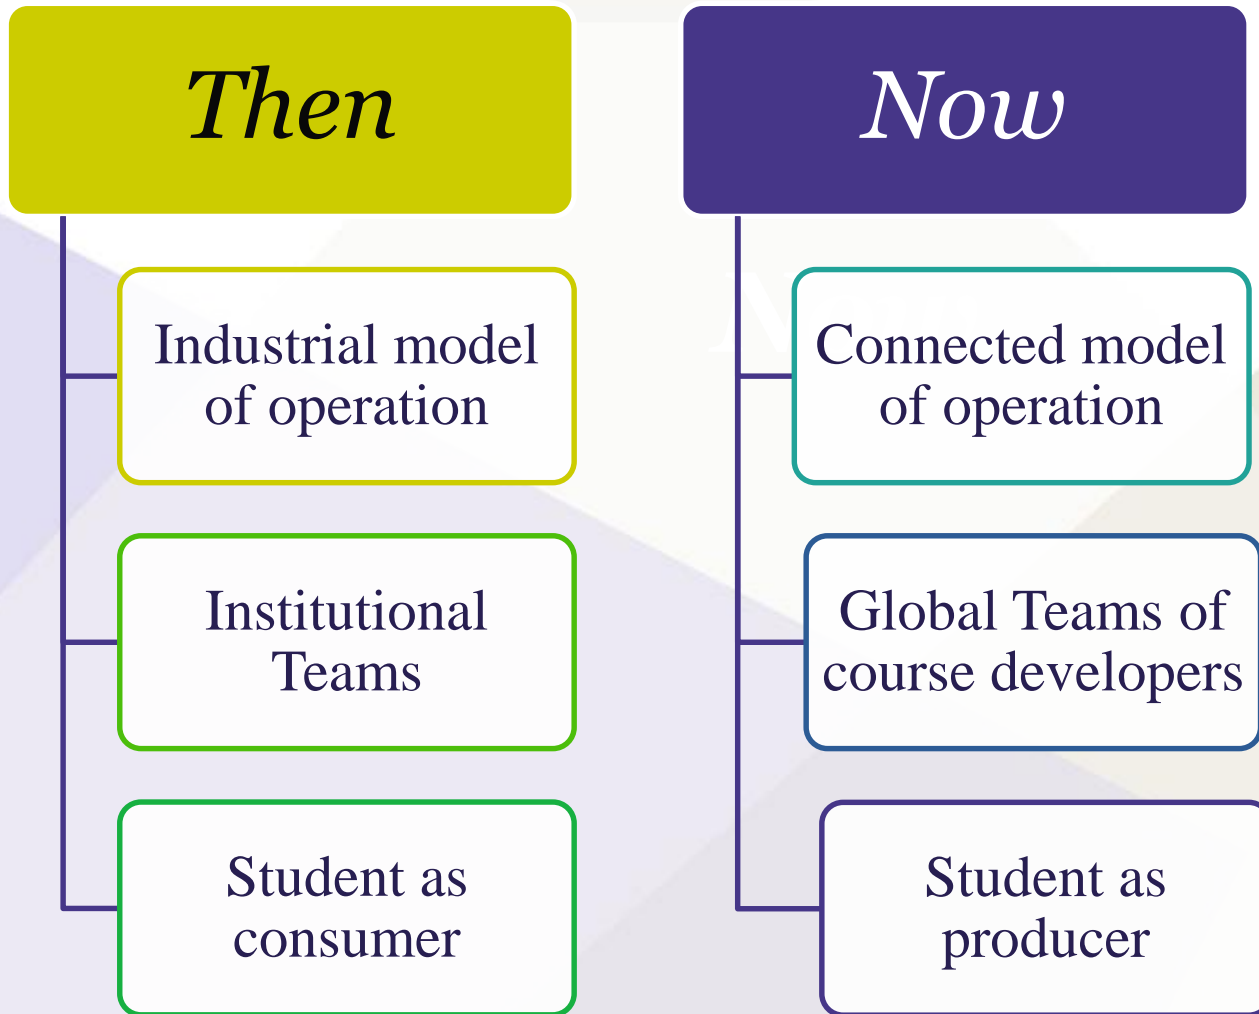 Then
Industrial model
of operation
Institutional
Teams
Student as
consumer
Now
Connected model
of operation
Global Teams of
course developers
Student as
producer